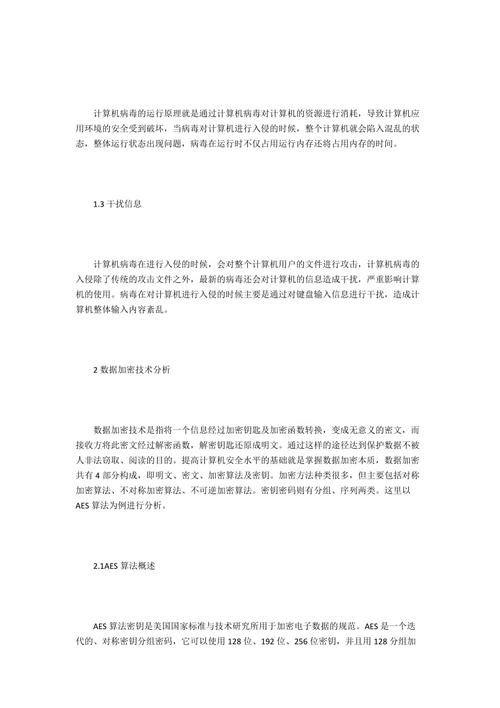 计算机病毒的运行原理就是通过计算机病毒对计算机的资源进行消耗，导致计算机应
用环境的安全受到破坏，当病毒对计算机进行入侵的时候，整个计算机就会陷入混乱的状
态，整体运行状态出现问题，病毒在运行时不仅占用运行内存还将占用内存的时间。
1.3 干扰信息
计算机病毒在进行入侵的时候，会对整个计算机用户的文件进行攻击，计算机病毒的
入侵除了传统的攻击文件之外，最新的病毒还会对计算机的信息造成干扰，严重影响计算
机的使用。病毒在对计算机进行入侵的时候主要是通过对键盘输入信息进行干扰，造成计
算机整体输入内容紊乱。
2 数据加密技术分析
数据加密技术是指将一个信息经过加密钥匙及加密函数转换，变成无意义的密文，而
接收方将此密文经过解密函数，解密钥匙还原成明文。通过这样的途径达到保护数据不被
人非法窃取、阅读的目的。提高计算机安全水平的基础就是掌握数据加密本质，数据加密
共有 4 部分构成，即明文、密文、加密算法及密钥。加密方法种类很多，但主要包括对称
加密算法、不对称加密算法、不可逆加密算法。密钥密码则有分组、序列两类。这里以
AES 算法为例进行分析。
2.1AES 算法概述
AES 算法密钥是美国国家标准与技术研究所用于加密电子数据的规范。AES 是一个迭
代的、对称密钥分组密码，它可以使用 128 位、192 位、256 位密钥，并且用 128 分组加